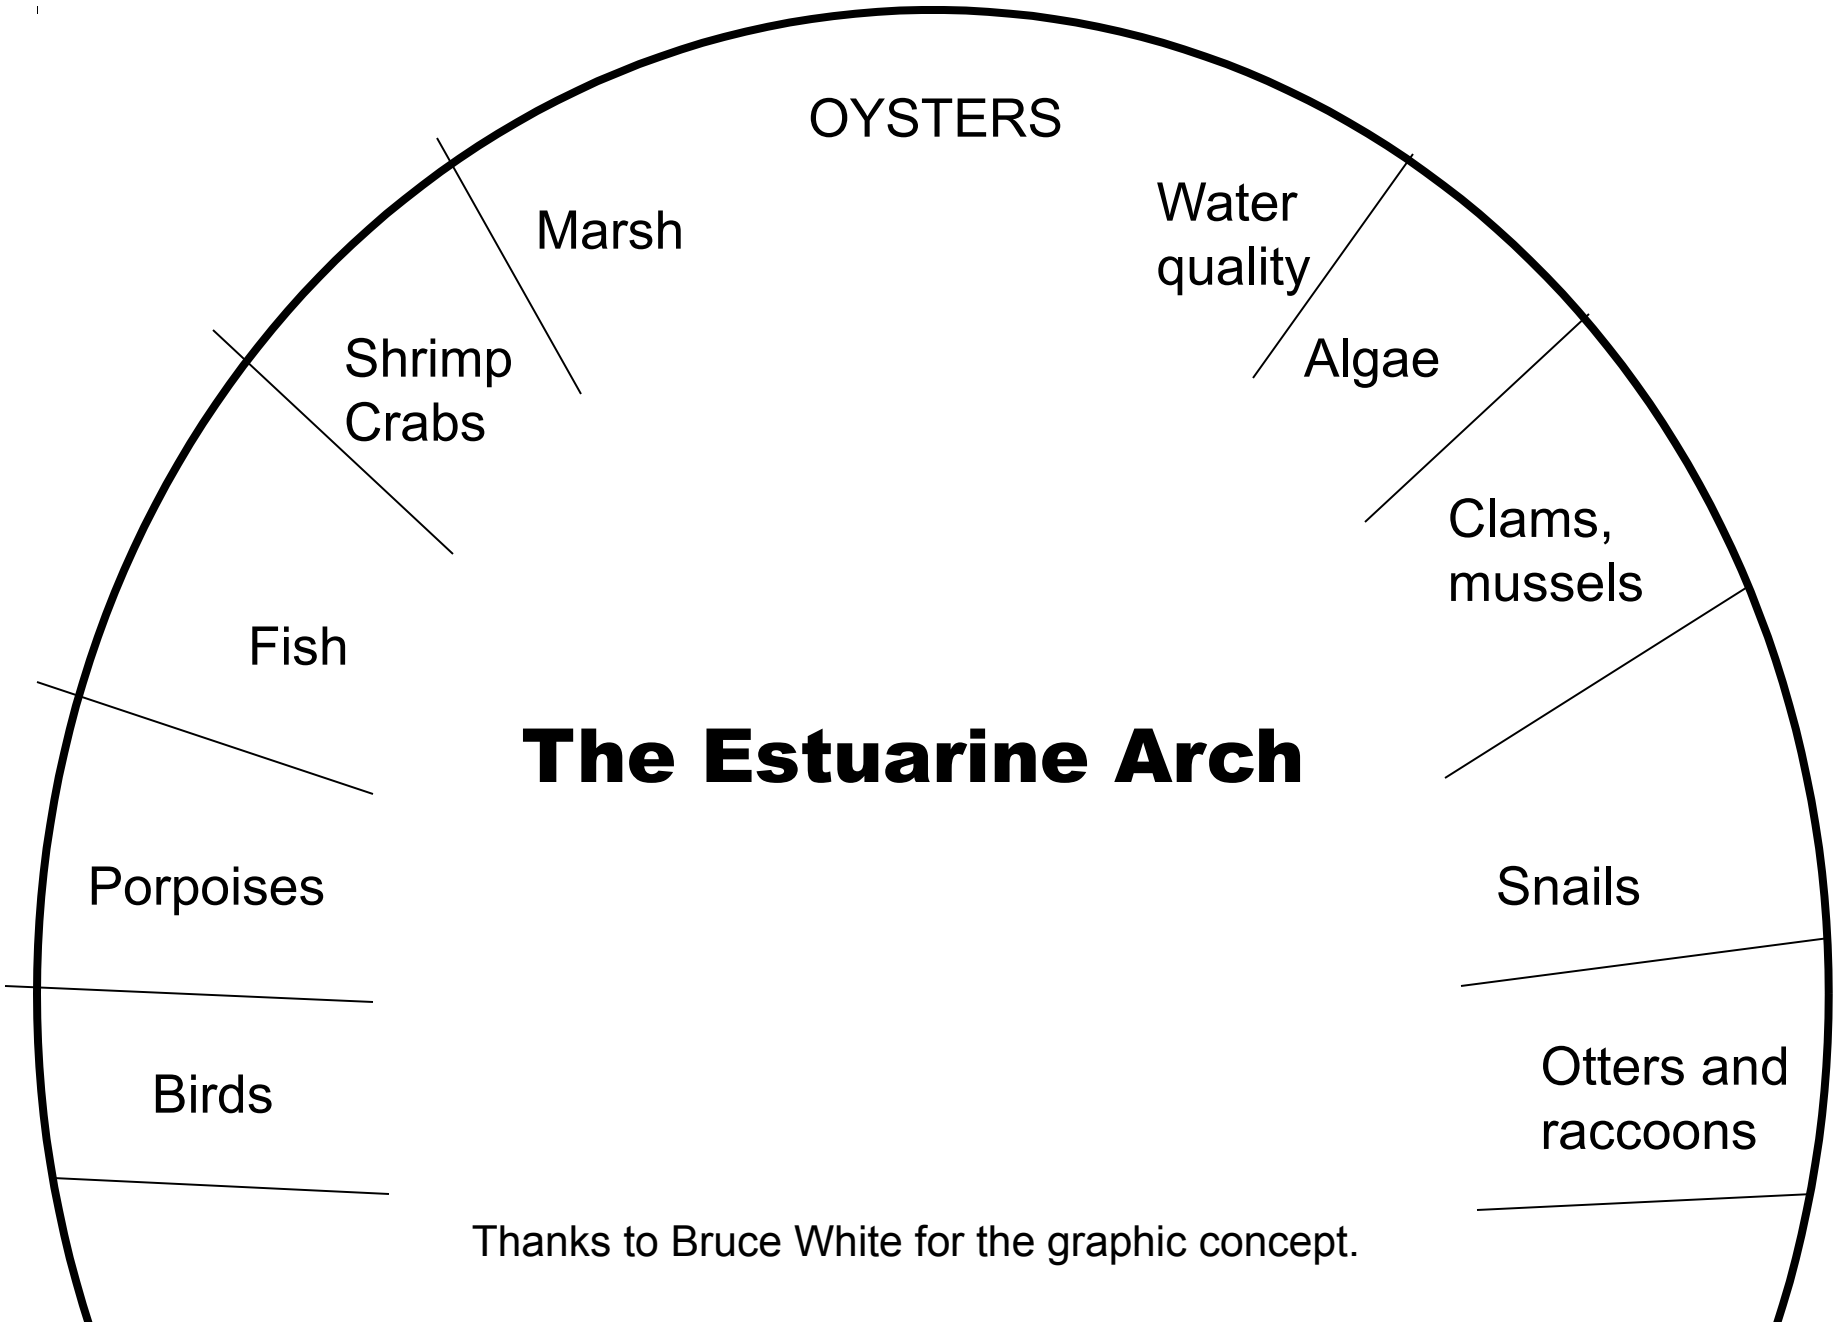 OYSTERS
Marsh
Water
quality
Shrimp
Crabs
Algae
Clams,
mussels
Fish
The Estuarine Arch
Porpoises
Snails
Birds
Otters and
raccoons
Thanks to Bruce White for the graphic concept.